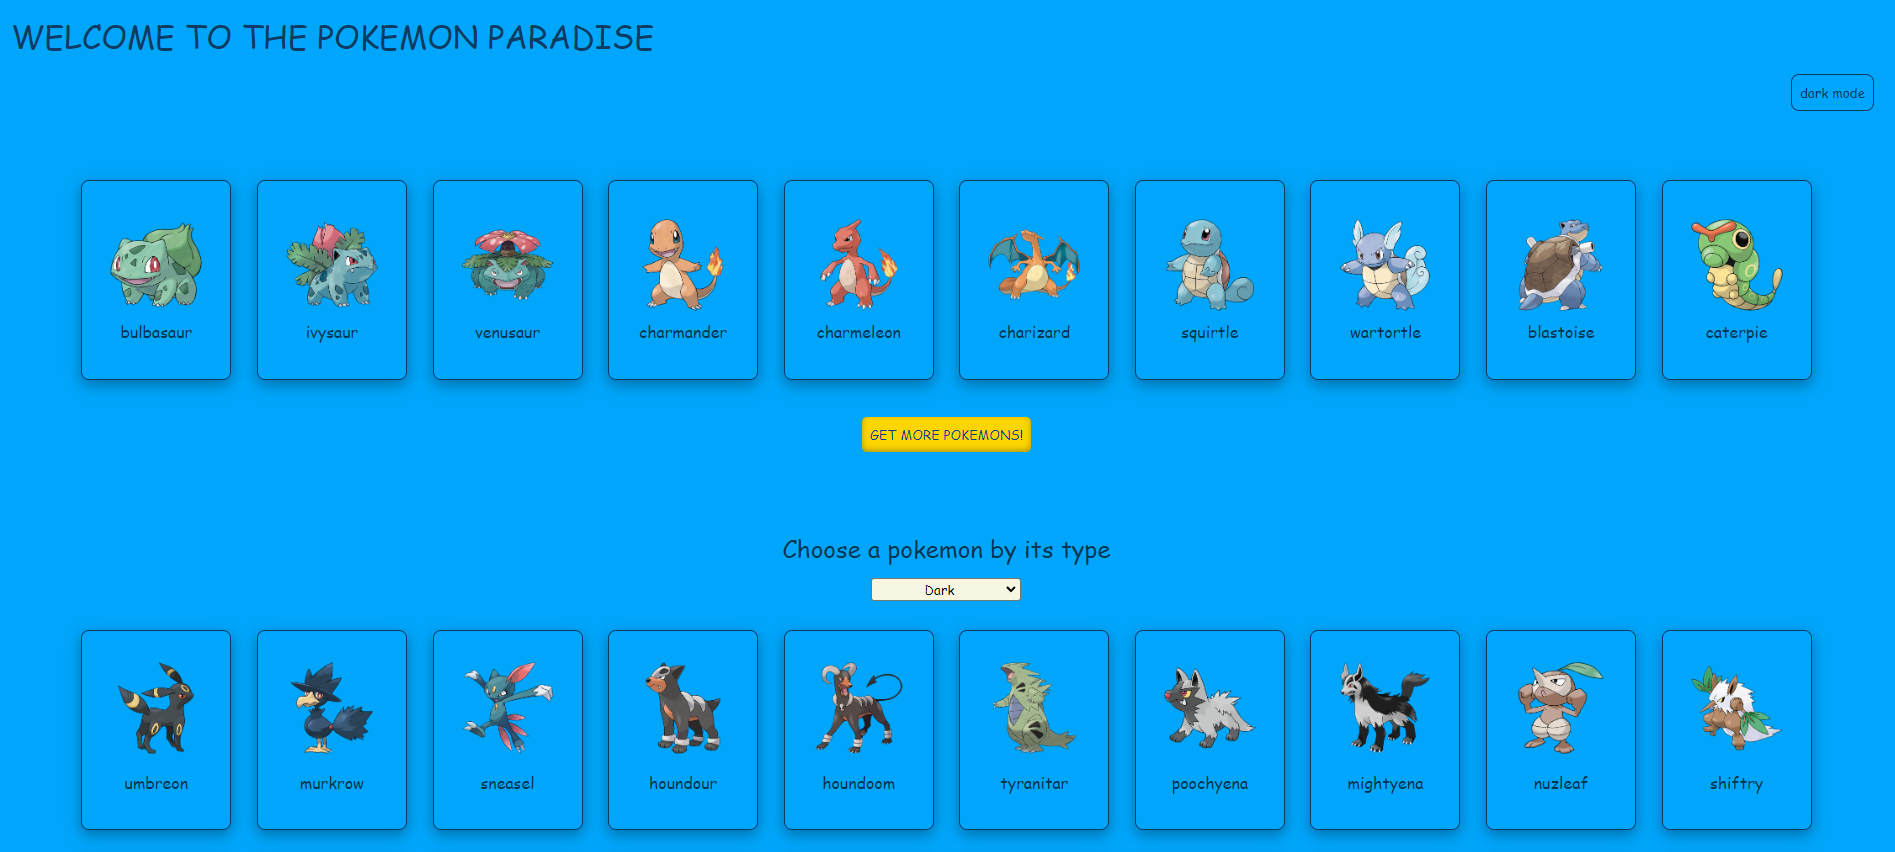 WELCOME TO THE POKEMON PARADISE
dark mode
bulbasaur ivysaur venusaur charmander charmeleon charizard squirtle wartortle blastoise caterpie
GET MORE POKEMONS!
Choose a pokemon by its type
Dark
umbreon murkrow sneasel houndour houndoom tyranitar poochyena mightyena nuzleaf shiftry